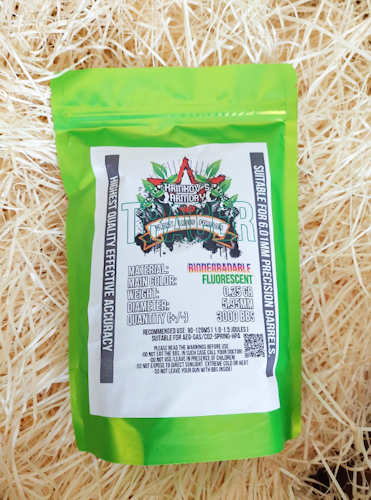 KRINKOV'S
ARMORY
TRACER
HIGHEST QUALITY EFFECTIVE ACCURACY
SUITABLE FOR 6.01MM PRECISION BARRELS
MATERIAL: BIODEGRADABLE
MAIN COLOR: FLUORESCENT
WEIGHT: 0.25 GR
DIAMETER: 5.95MM
QUANTITY (+/-) 3000 BBS
RECOMMENDED USE: 90-120MS | 1.0-1.5 JOULES |
SUITABLE FOR AEG-GAS/CO2-SPRING-HPA
PLEASE READ THE WARNINGS BEFORE USE:
-DO NOT EAT THE BBS, IN SUCH CASE CALL YOUR DOCTOR!
-DO NOT USE/LEAVE IN PRESENCE OF CHILDREN!
-DO NOT EXPOSE TO DIRECT SUNLIGHT, EXTREME COLD OR HEAT.
-DO NOT LEAVE YOUR GUN WITH BBS INSIDE!